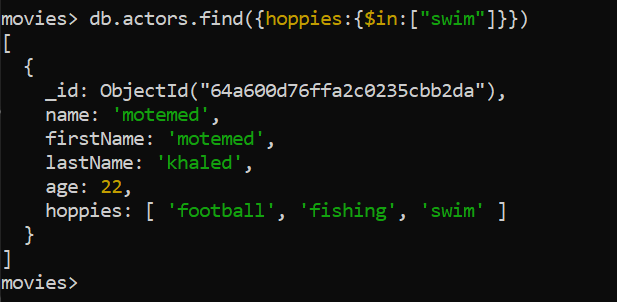 movies> db.actors.find({hoppies:{$in:["swim"]}})
[
  {
    _id: ObjectId("64a600d76ffa2c0235cbb2da"),
    name: 'motemed',
    firstName: 'motemed',
    lastName: 'khaled',
    age: 22,
    hoppies: [ 'football', 'fishing', 'swim' ]
  }
]
movies>